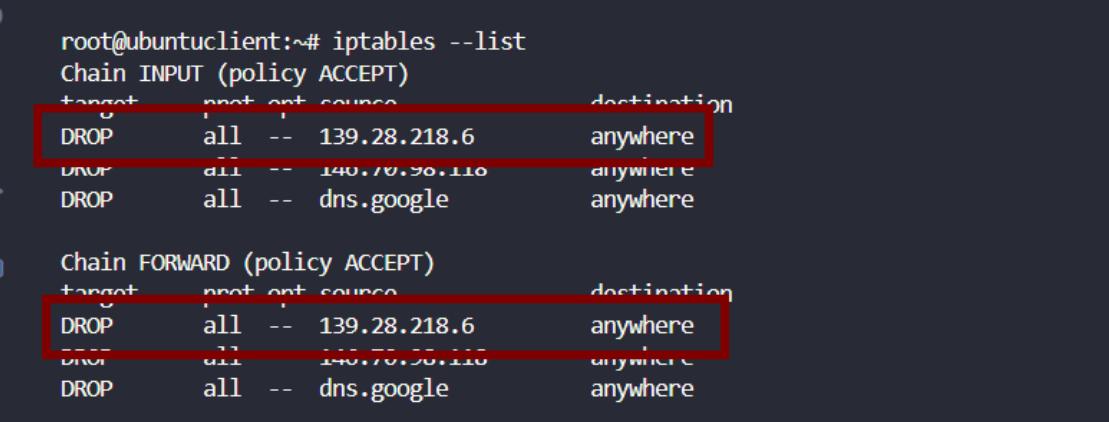 root@ubuntuclient:~# iptables --list
Chain INPUT (policy ACCEPT)
target prot opt source destination
DROP all -- 139.28.218.6 anywhere
DROP all -- 146.70.98.118 anywhere
DROP all -- dns.google anywhere
Chain FORWARD (policy ACCEPT)
target prot opt source destination
DROP all -- 139.28.218.6 anywhere
DROP all -- 146.70.98.118 anywhere
DROP all -- dns.google anywhere